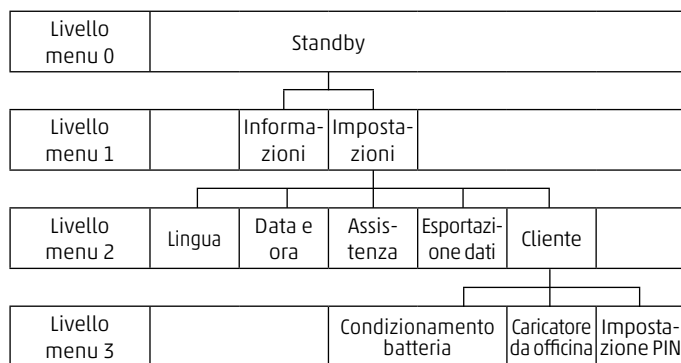 Livello
menu 0
Standby
Livello
menu 1
Informa-
zioni
Imposta-
zioni
Livello
menu 2
Lingua
Data e
ora
Assis-
tenza
Esportazi-
one dati
Cliente
Livello
menu 3
Condizionamento
batteria
Caricatore
da officina
Imposta-
zione PIN